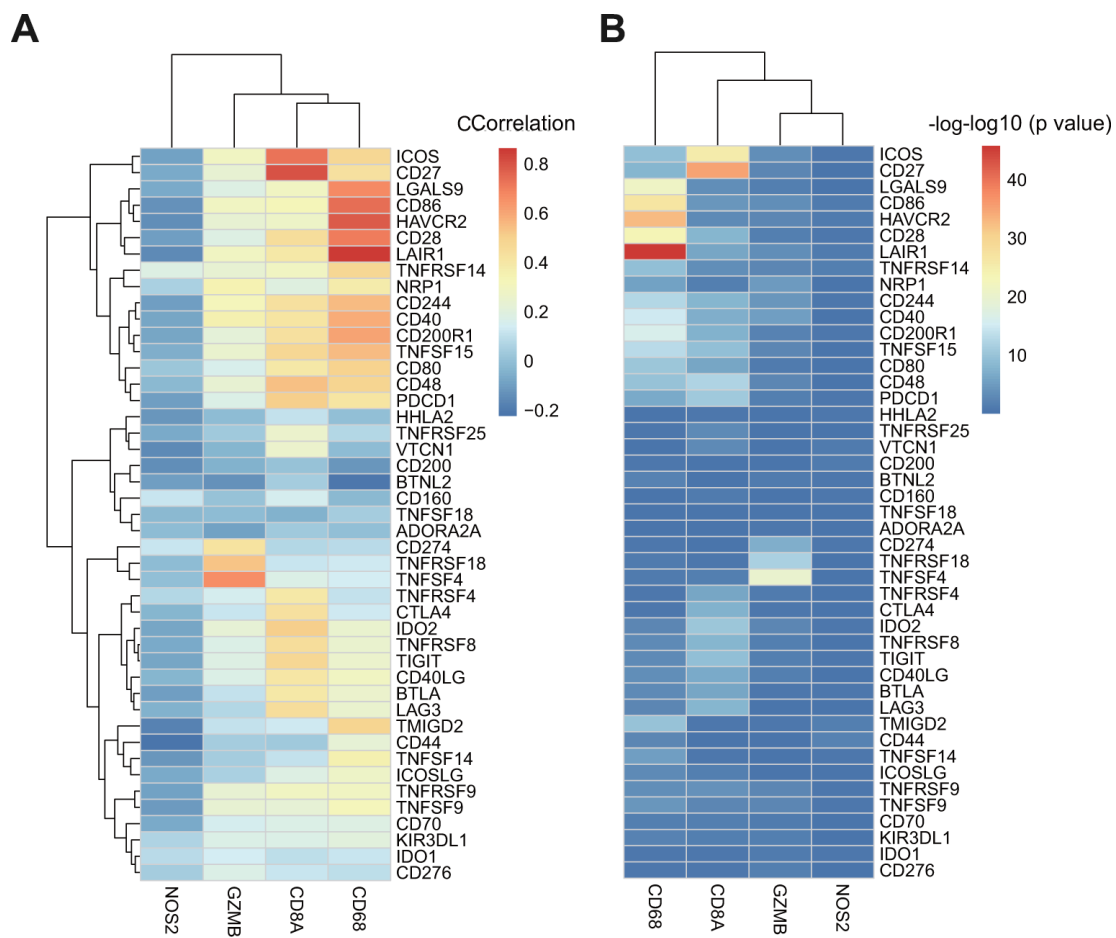 A
B
CCorrelation
-log-log10 (p value)
ICOS
CD27
LGALS9
CD86
HAVCR2
CD28
LAIR1
TNFRSF14
NRP1
CD244
CD40
CD200R1
TNFSF15
CD80
CD48
PDCD1
HHLA2
TNFRSF25
VTCN1
CD200
BTNL2
CD160
TNFSF18
ADORA2A
CD274
TNFRSF18
TNFSF4
TNFRSF4
CTLA4
IDO2
TNFRSF8
TIGIT
CD40LG
BTLA
LAG3
TMIGD2
CD44
TNFSF14
ICOSLG
TNFRSF9
TNFSF9
CD70
KIR3DL1
IDO1
CD276
0.8
0.6
0.4
0.2
0
−0.2
NOS2
GZMB
CD8A
CD68
ICOS
CD27
LGALS9
CD86
HAVCR2
CD28
LAIR1
TNFRSF14
NRP1
CD244
CD40
CD200R1
TNFSF15
CD80
CD48
PDCD1
HHLA2
TNFRSF25
VTCN1
CD200
BTNL2
CD160
TNFSF18
ADORA2A
CD274
TNFRSF18
TNFSF4
TNFRSF4
CTLA4
IDO2
TNFRSF8
TIGIT
CD40LG
BTLA
LAG3
TMIGD2
CD44
TNFSF14
ICOSLG
TNFRSF9
TNFSF9
CD70
KIR3DL1
IDO1
CD276
40
30
20
10
CD68
CD8A
GZMB
NOS2